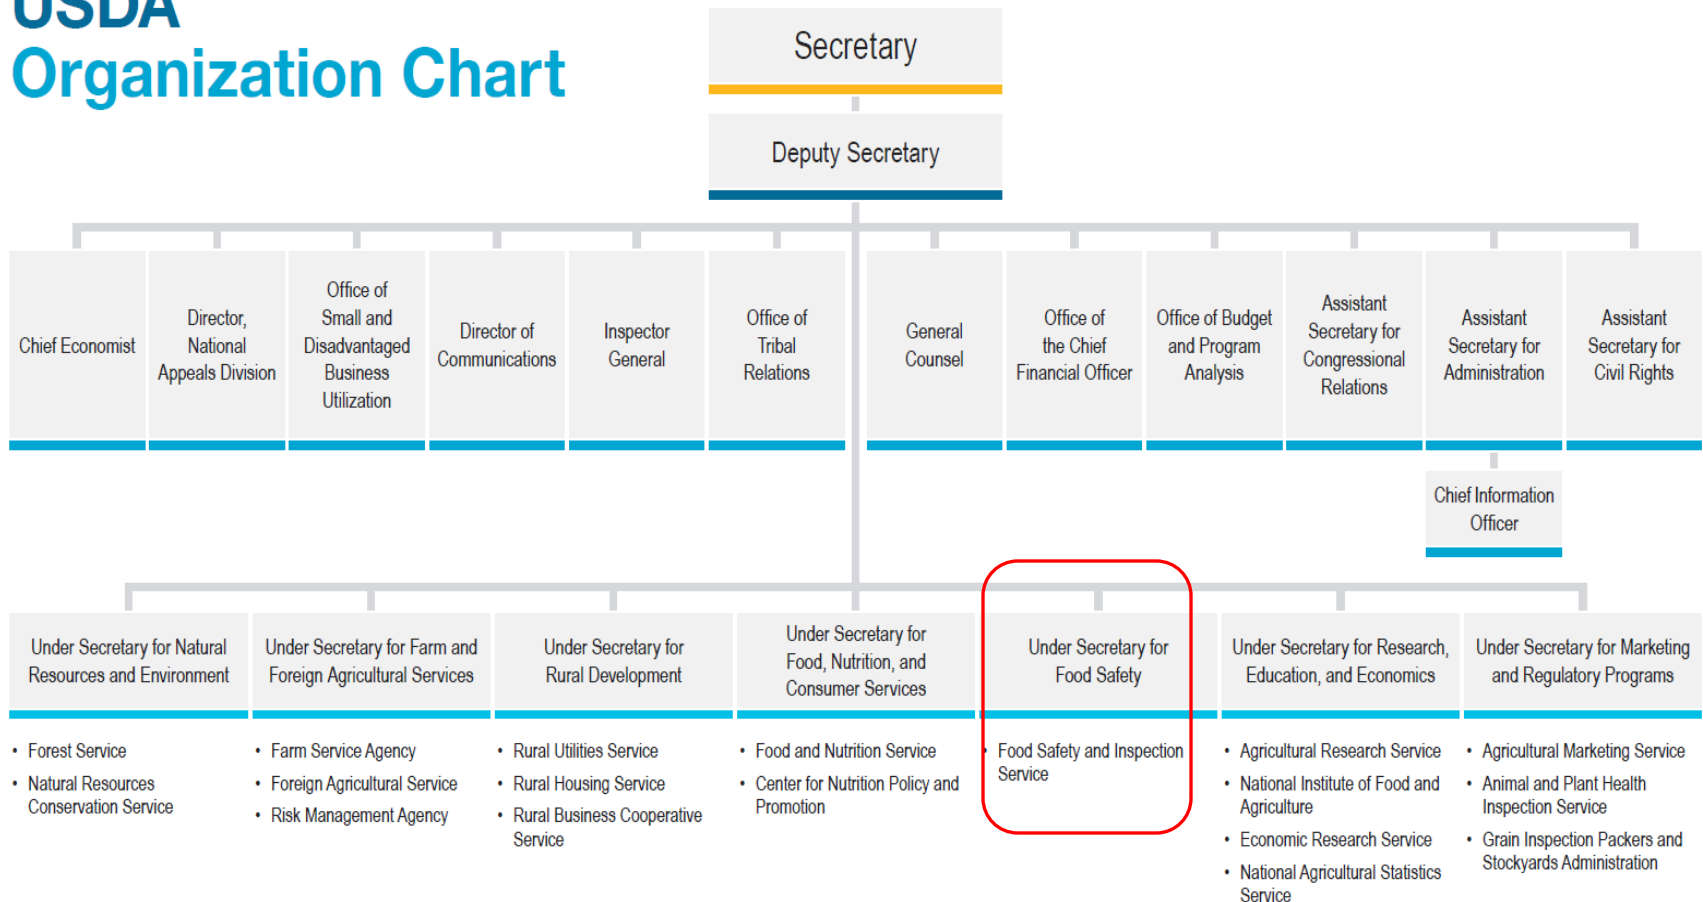 USDA
Organization Chart
Secretary
Deputy Secretary
Chief Economist
Director,
National
Appeals Division
Office of
Small and
Disadvantaged
Business
Utilization
Director of
Communications
Inspector
General
Office of
Tribal
Relations
General
Counsel
Office of
the Chief
Financial Officer
Office of Budget
and Program
Analysis
Assistant
Secretary for
Congressional
Relations
Assistant
Secretary for
Administration
Assistant
Secretary for
Civil Rights
Chief Information
Officer
Under Secretary for Natural
Resources and Environment
• Forest Service
• Natural Resources
Conservation Service
Under Secretary for Farm and
Foreign Agricultural Services
• Farm Service Agency
• Foreign Agricultural Service
• Risk Management Agency
Under Secretary for
Rural Development
• Rural Utilities Service
• Rural Housing Service
• Rural Business Cooperative
Service
Under Secretary for
Food, Nutrition, and
Consumer Services
• Food and Nutrition Service
• Center for Nutrition Policy and
Promotion
Under Secretary for
Food Safety
• Food Safety and Inspection
Service
Under Secretary for Research,
Education, and Economics
• Agricultural Research Service
• National Institute of Food and
Agriculture
• Economic Research Service
• National Agricultural Statistics
Service
Under Secretary for Marketing
and Regulatory Programs
• Agricultural Marketing Service
• Animal and Plant Health
Inspection Service
• Grain Inspection Packers and
Stockyards Administration